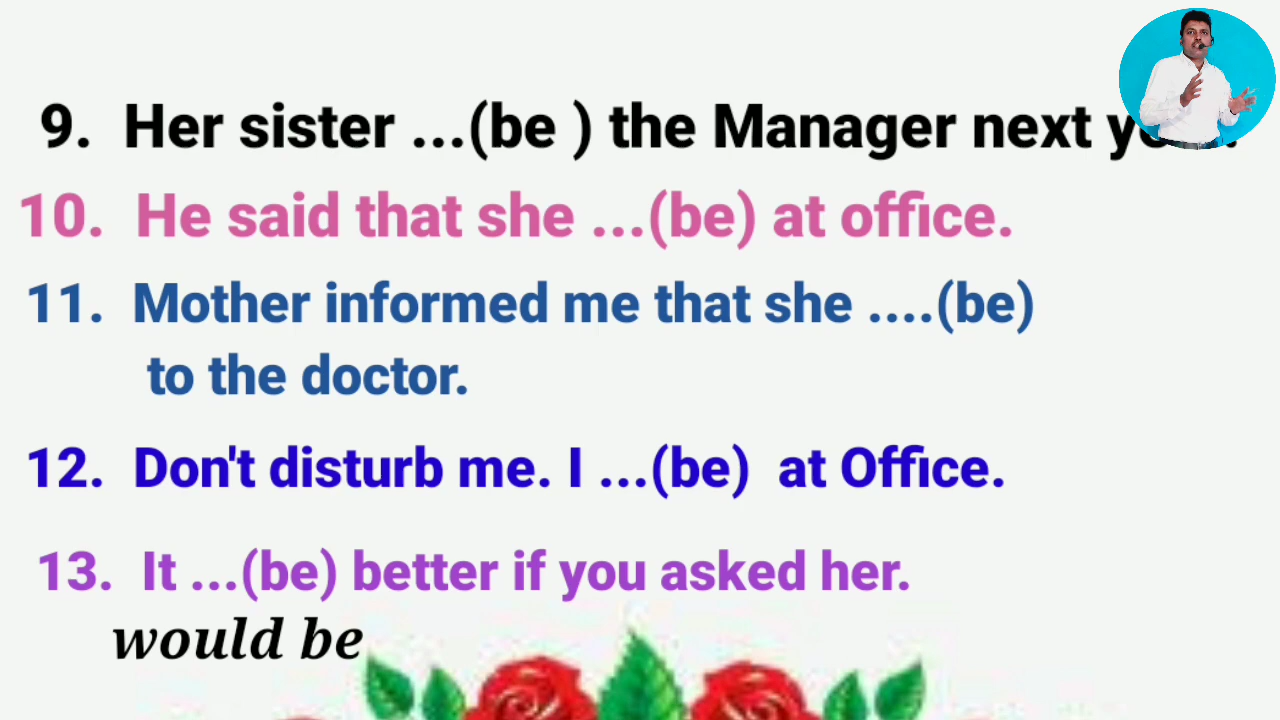 9. Her sister ...(be ) the Manager next
10. He said that she ...(be) at office.
11. Mother informed me that she ....(be)
to the doctor.
12. Don't disturb me. I ...(be) at Office.
13. It ...(be) better if you asked her.
would be